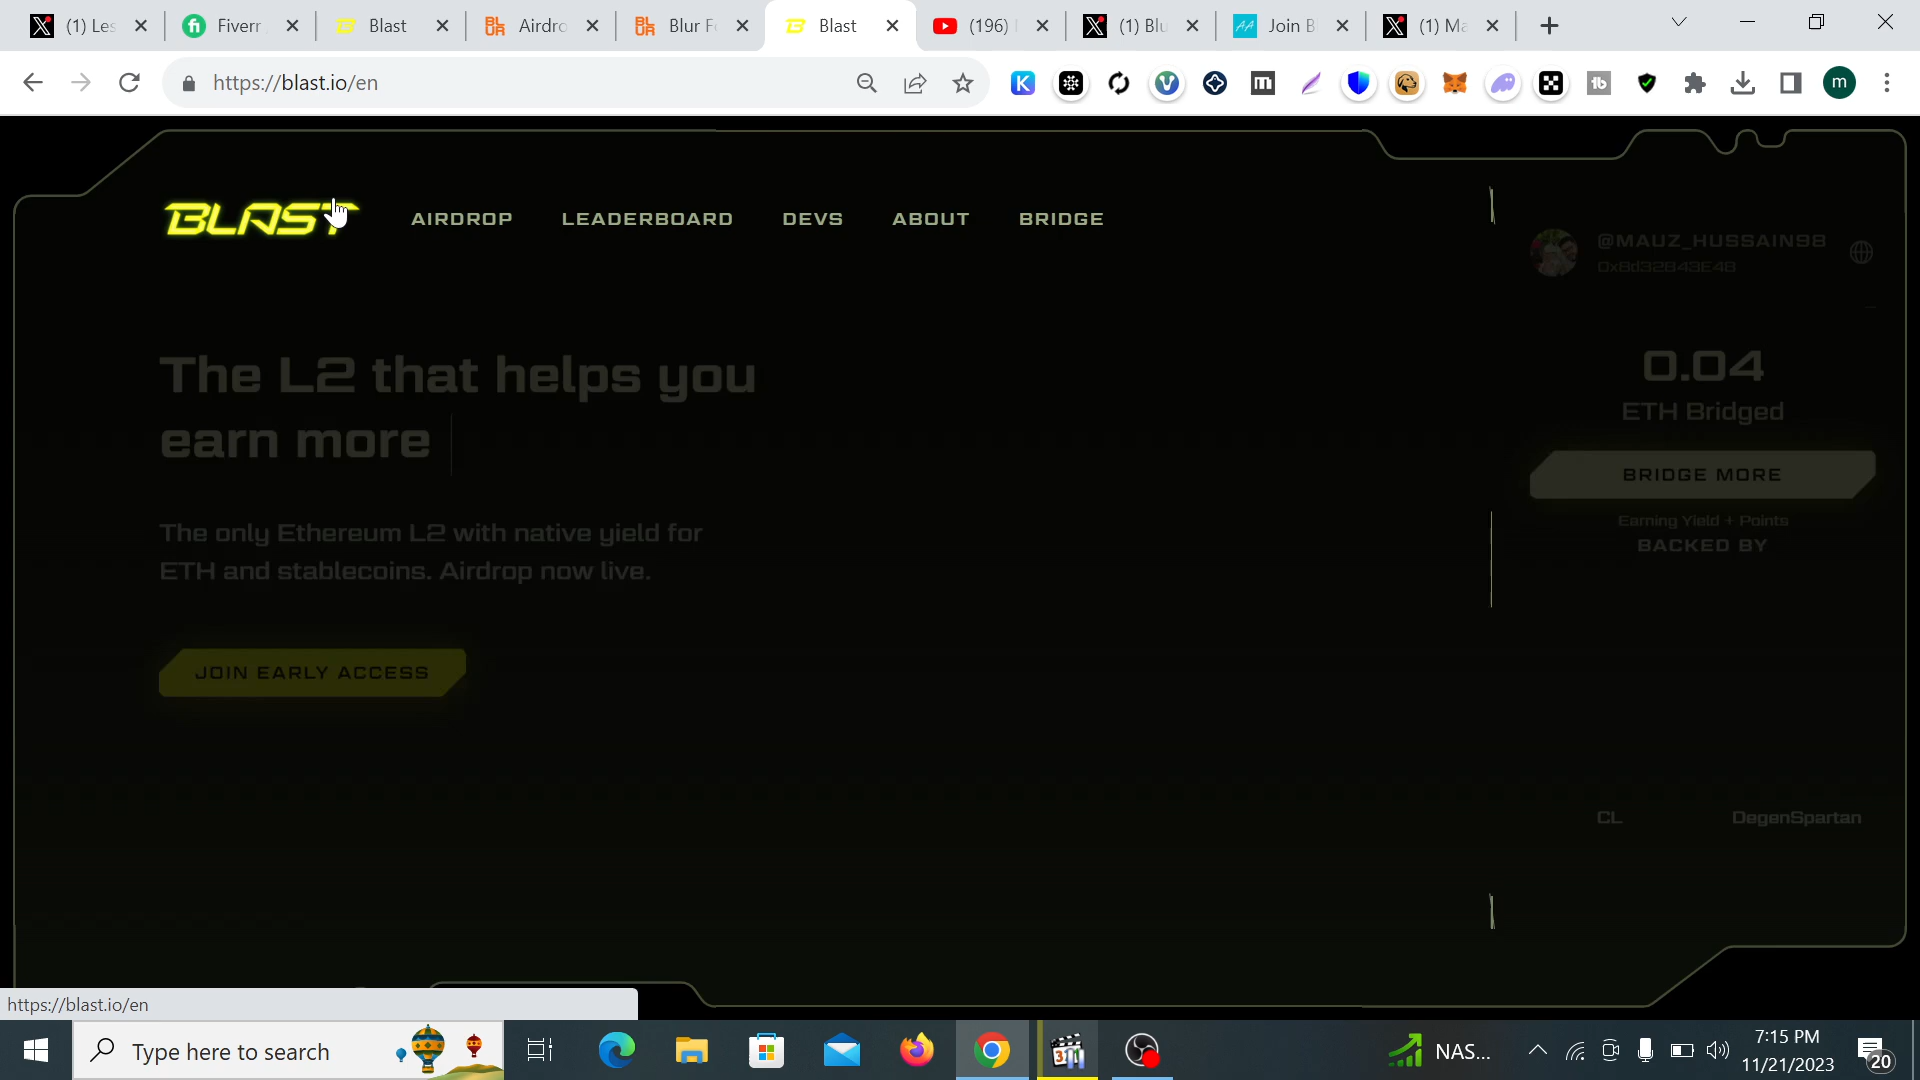 (1) Les
Fiverr
Blast
Airdro
Blur Fo
Blast
(196)
(1) Blu
Join B
(1) Ma
https://blast.io/en
BLAST
AIRDROP
LEADERBOARD
DEVS
ABOUT
BRIDGE
@MAUZ_HUSSAIN98
0x8d32B43E4B
The L2 that helps you
earn more
0.04
ETH Bridged
BRIDGE MORE
Earning Yield + Points
BACKED BY
The only Ethereum L2 with native yield for
ETH and stablecoins. Airdrop now live.
JOIN EARLY ACCESS
CL
DegenSpartan
https://blast.io/en
Type here to search
NAS...
7:15 PM
11/21/2023
20